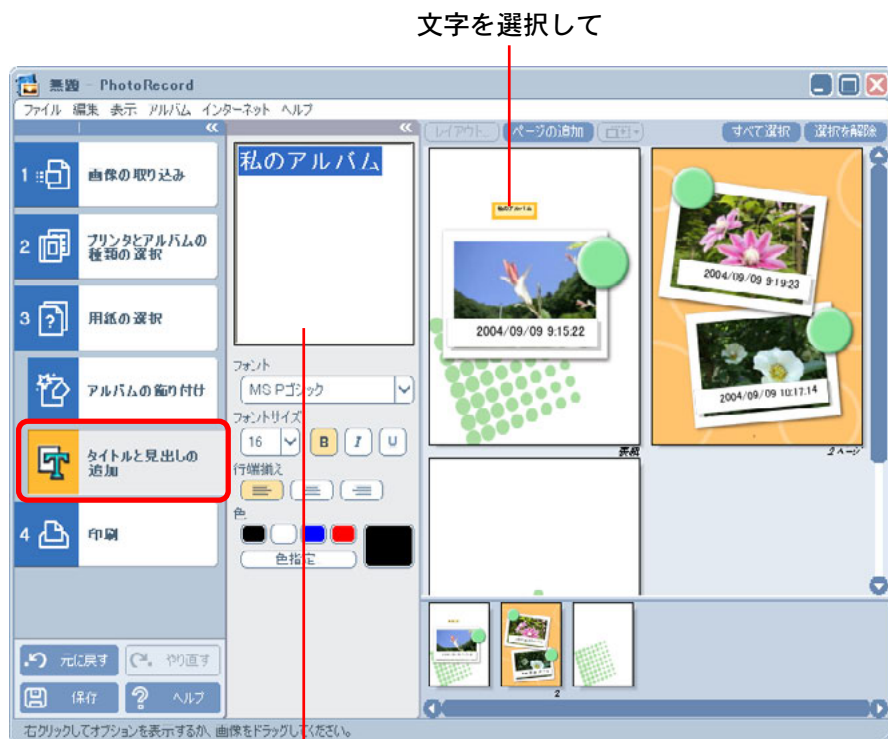 文字を選択して
無題 - PhotoRecord
ファイル 編集 表示 アルバム インターネット ヘルプ
レイアウト... ページの追加 すべて選択 選択を解除
1 画像の取り込み
2 プリンタとアルバムの
種類の選択
3 用紙の選択
アルバムの飾り付け
タイトルと見出しの
追加
4 印刷
元に戻す やり直す
保存 ヘルプ
私のアルバム
フォント
MS Pゴシック
フォントサイズ
16 B I U
行端揃え
色
色指定
私のアルバム
2004/09/09 9:15:22
表紙
2004/09/09 9:19:23
2004/09/09 10:17:14
2ページ
2
右クリックしてオプションを表示するか、画像をドラッグしてください。